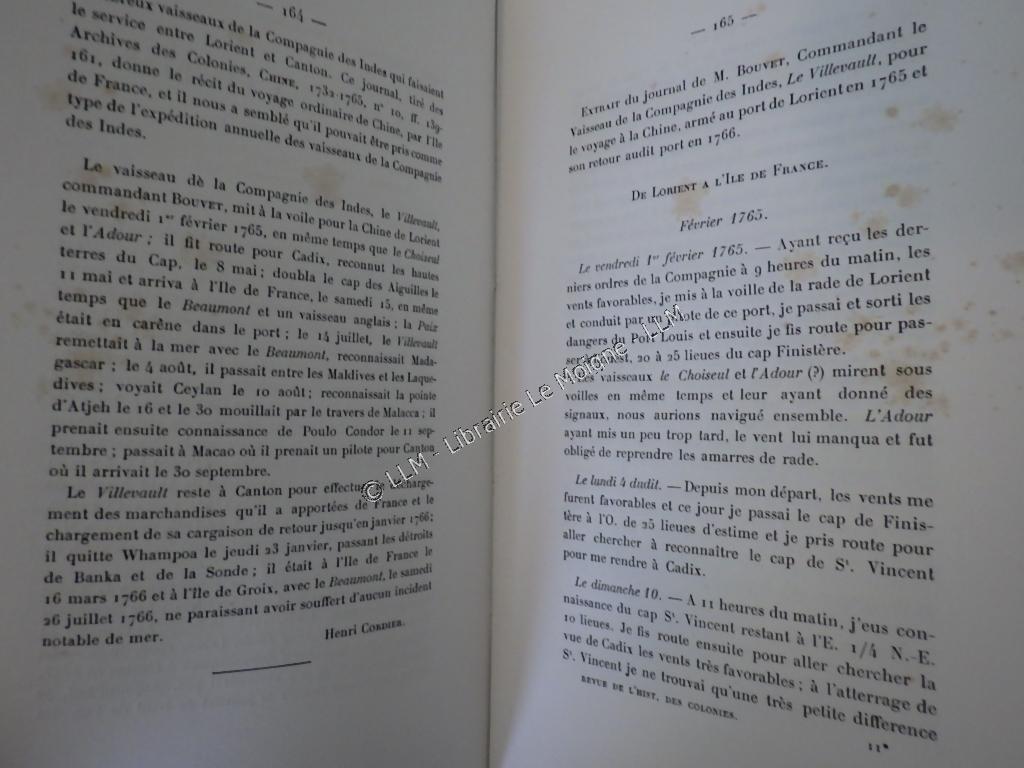 — 164 —
vaisseaux de la Compagnie des Indes qui faisaient
le service entre Lorient et Canton. Ce journal, tiré des
Archives des Colonies, CHINE, 1732-1765, n° 10, ff. 139-
161, donne le récit du voyage ordinaire de Chine, par l'Ile
de France, et il nous a semblé qu'il pouvait être pris comme
type de l'expédition annuelle des vaisseaux de la Compagnie
des Indes.
Le vaisseau dè la Compagnie des Indes, le Villevault,
commandant BOUVET, mit à la voile pour la Chine de Lorient
le vendredi 1er février 1765, en même temps que le Choiseul
et l'Adour ; il fit route pour Cadix, reconnut les hautes
terres du Cap, le 8 mai ; doubla le cap des Aiguilles le
11 mai et arriva à l'Ile de France, le samedi 15, en même
temps que le Beaumont et un vaisseau anglais ; la Paix
était en carène dans le port ; le 14 juillet, le Villevault
remettait à la mer avec le Beaumont, reconnaissait Mada-
gascar ; le 4 août, il passait entre les Maldives et les Laque-
dives ; voyait Ceylan le 10 août ; reconnaissait la pointe
d'Atjeh le 16 et le 30 mouillait par le travers de Malacca ; il
prenait ensuite connaissance de Poulo Condor le 11 sep-
tembre ; passait à Macao où il prenait un pilote pour Canton
où il arrivait le 30 septembre.
Le Villevault reste à Canton pour effectuer le décharge-
ment des marchandises qu'il a apportées de France et le
chargement de sa cargaison de retour jusqu'en janvier 1766 ;
il quitte Whampoa le jeudi 23 janvier, passant les détroits
de Banka et de la Sonde ; il était à l'Ile de France le
16 mars 1766 et à l'île de Groix, avec le Beaumont, le samedi
26 juillet 1766, ne paraissant avoir souffert d'aucun incident
notable de mer.
Henri CORDIER.
— 165 —
EXTRAIT du journal de M. BOUVET, Commandant le
Vaisseau de la Compagnie des Indes, Le Villevault, pour
le voyage à la Chine, armé au port de Lorient en 1765 et
son retour audit port en 1766.
DE LORIENT A L'ÎLE DE FRANCE.
Février 1765.
Le vendredi 1er février 1765. — Ayant reçu les der-
niers ordres de la Compagnie à 9 heures du matin, les
vents favorables, je mis à la voille de la rade de Lorient
et conduit par un pilote de ce port, je passai et sorti les
dangers du Port Louis et ensuite je fis route pour pas-
ser Ouest, 20 à 25 lieues du cap Finistère.
Les vaisseaux le Choiseul et l'Adour (?) mirent sous
voilles en même temps et leur ayant donné des
signaux, nous aurions navigué ensemble. L'Adour
ayant mis un peu trop tard, le vent lui manqua et fut
obligé de reprendre les amarres de rade.
Le lundi 4 dudit. — Depuis mon départ, les vents me
furent favorables et ce jour je passai le cap de Finis-
tère à l'O. de 25 lieues d'estime et je pris route pour
aller chercher à reconnaître le cap de St. Vincent
pour me rendre à Cadix.
Le dimanche 10. — A 11 heures du matin, j'eus con-
naissance du cap St. Vincent restant à l'E. 1/4 N.-E.
10 lieues. Je fis route ensuite pour aller chercher la
vue de Cadix les vents très favorables ; à l'atterrage de
St. Vincent je ne trouvai qu'une très petite différence
REVUE DE L'HIST. DES COLONIES.
11*
© LLM - Librairie Le Moigne - LLM